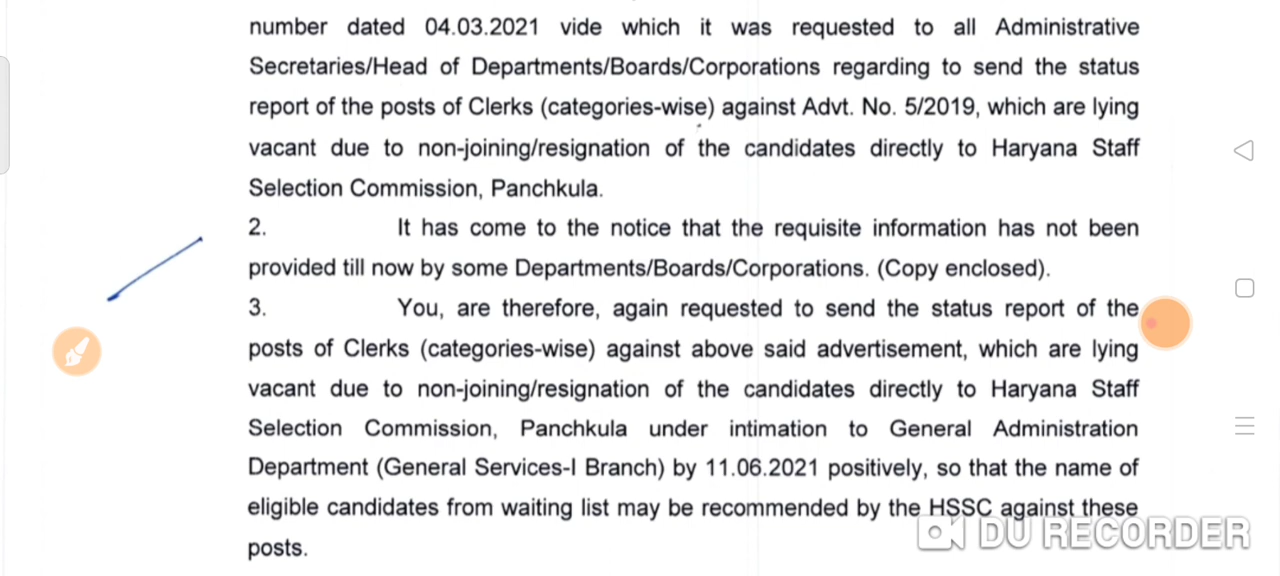 number dated 04.03.2021 vide which it was requested to all Administrative
Secretaries/Head of Departments/Boards/Corporations regarding to send the status
report of the posts of Clerks (categories-wise) against Advt. No. 5/2019, which are lying
vacant due to non-joining/resignation of the candidates directly to Haryana Staff
Selection Commission, Panchkula.
2. It has come to the notice that the requisite information has not been
provided till now by some Departments/Boards/Corporations. (Copy enclosed).
3. You, are therefore, again requested to send the status report of the
posts of Clerks (categories-wise) against above said advertisement, which are lying
vacant due to non-joining/resignation of the candidates directly to Haryana Staff
Selection Commission, Panchkula under intimation to General Administration
Department (General Services-I Branch) by 11.06.2021 positively, so that the name of
eligible candidates from waiting list may be recommended by the HSSC against these
posts.
DU RECORDER